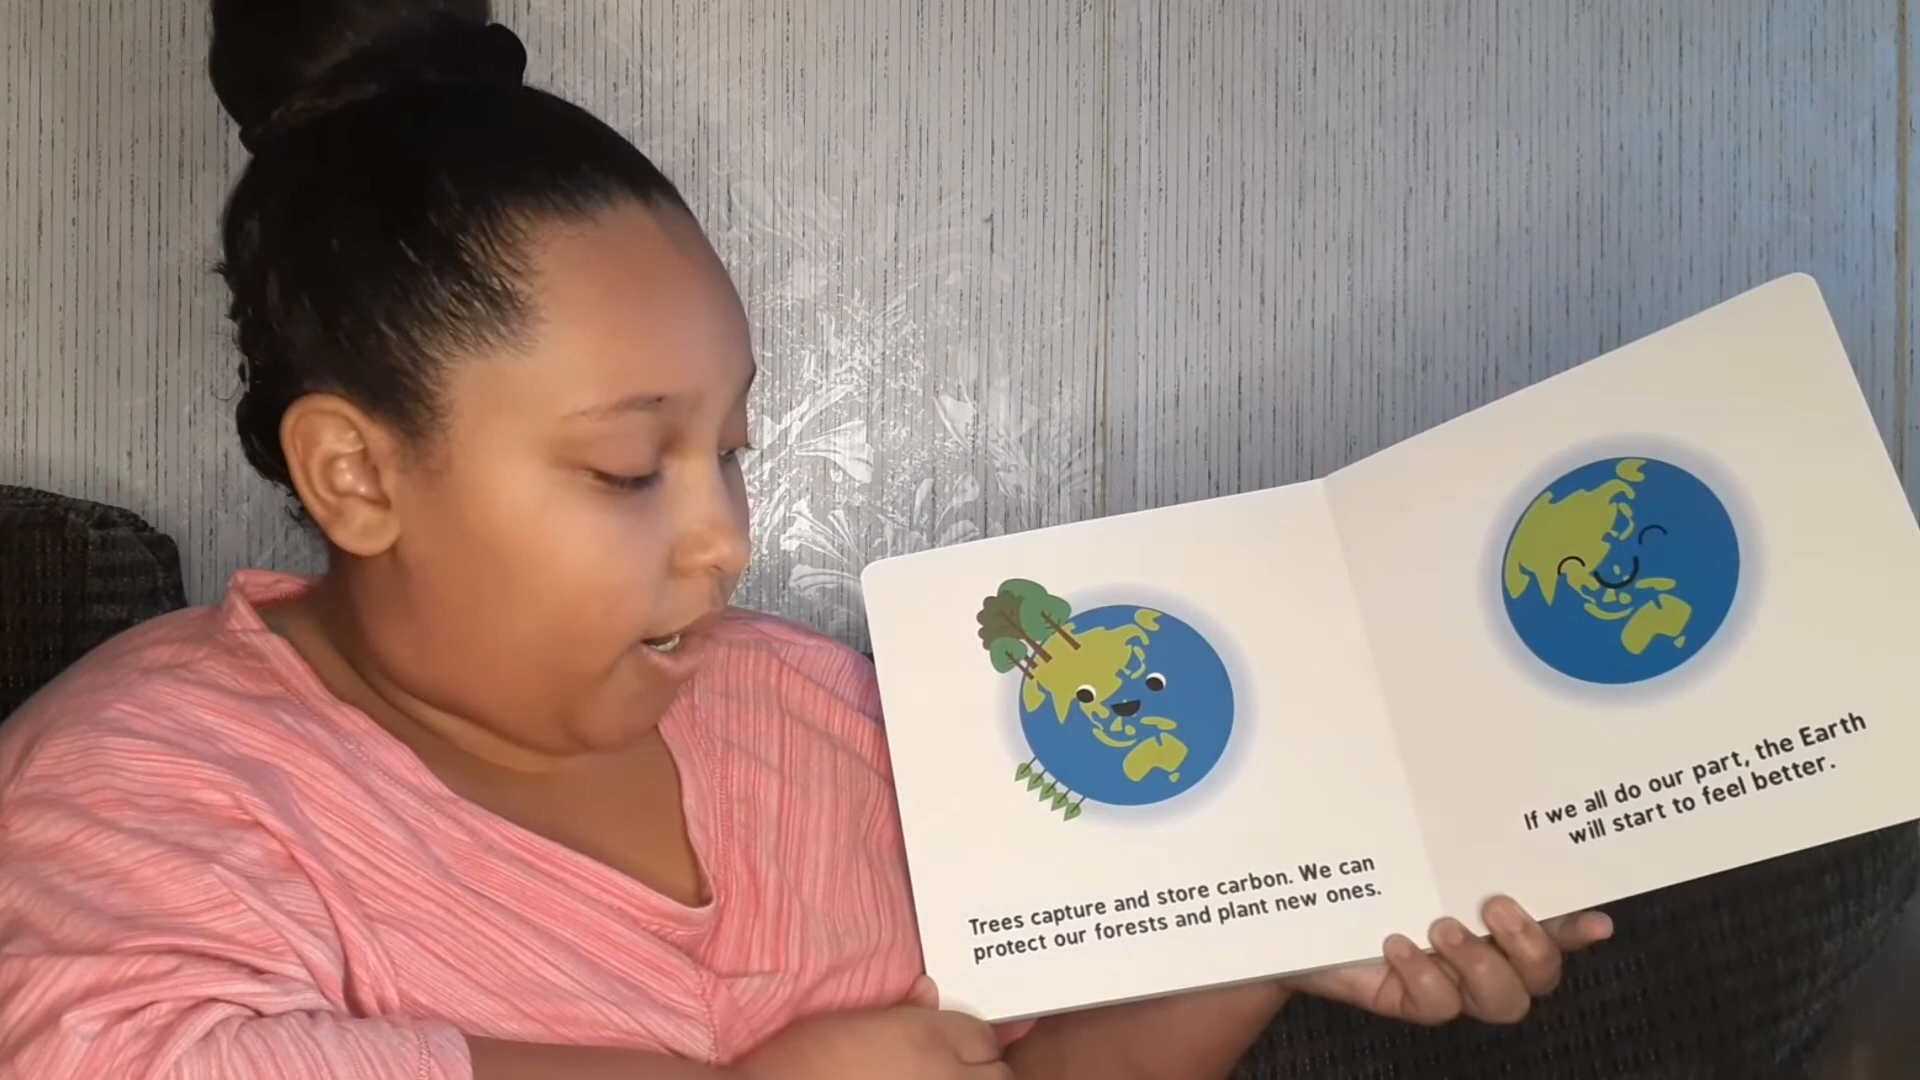 Trees capture and store carbon. We can
protect our forests and plant new ones.
If we all do our part, the Earth
will start to feel better.